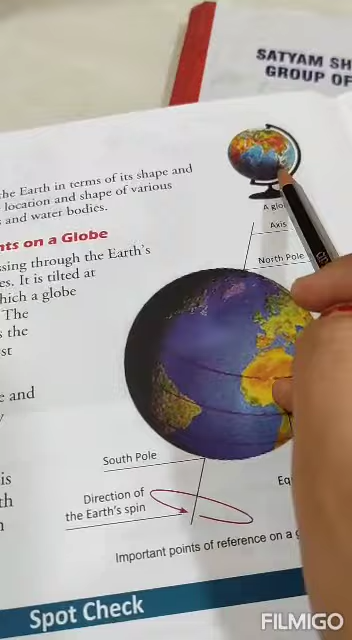 SATYAM SH
GROUP OF
the Earth in terms of its shape and
location and shape of various
s and water bodies.
nts on a Globe
ssing through the Earth's
es. It is tilted at
hich a globe
The
s the
st
e and
y
is
th
n
A glo
Axis
North Pole
South Pole
Direction of
the Earth's spin
Eq
Important points of reference on a g
Spot Check
FILMIGO